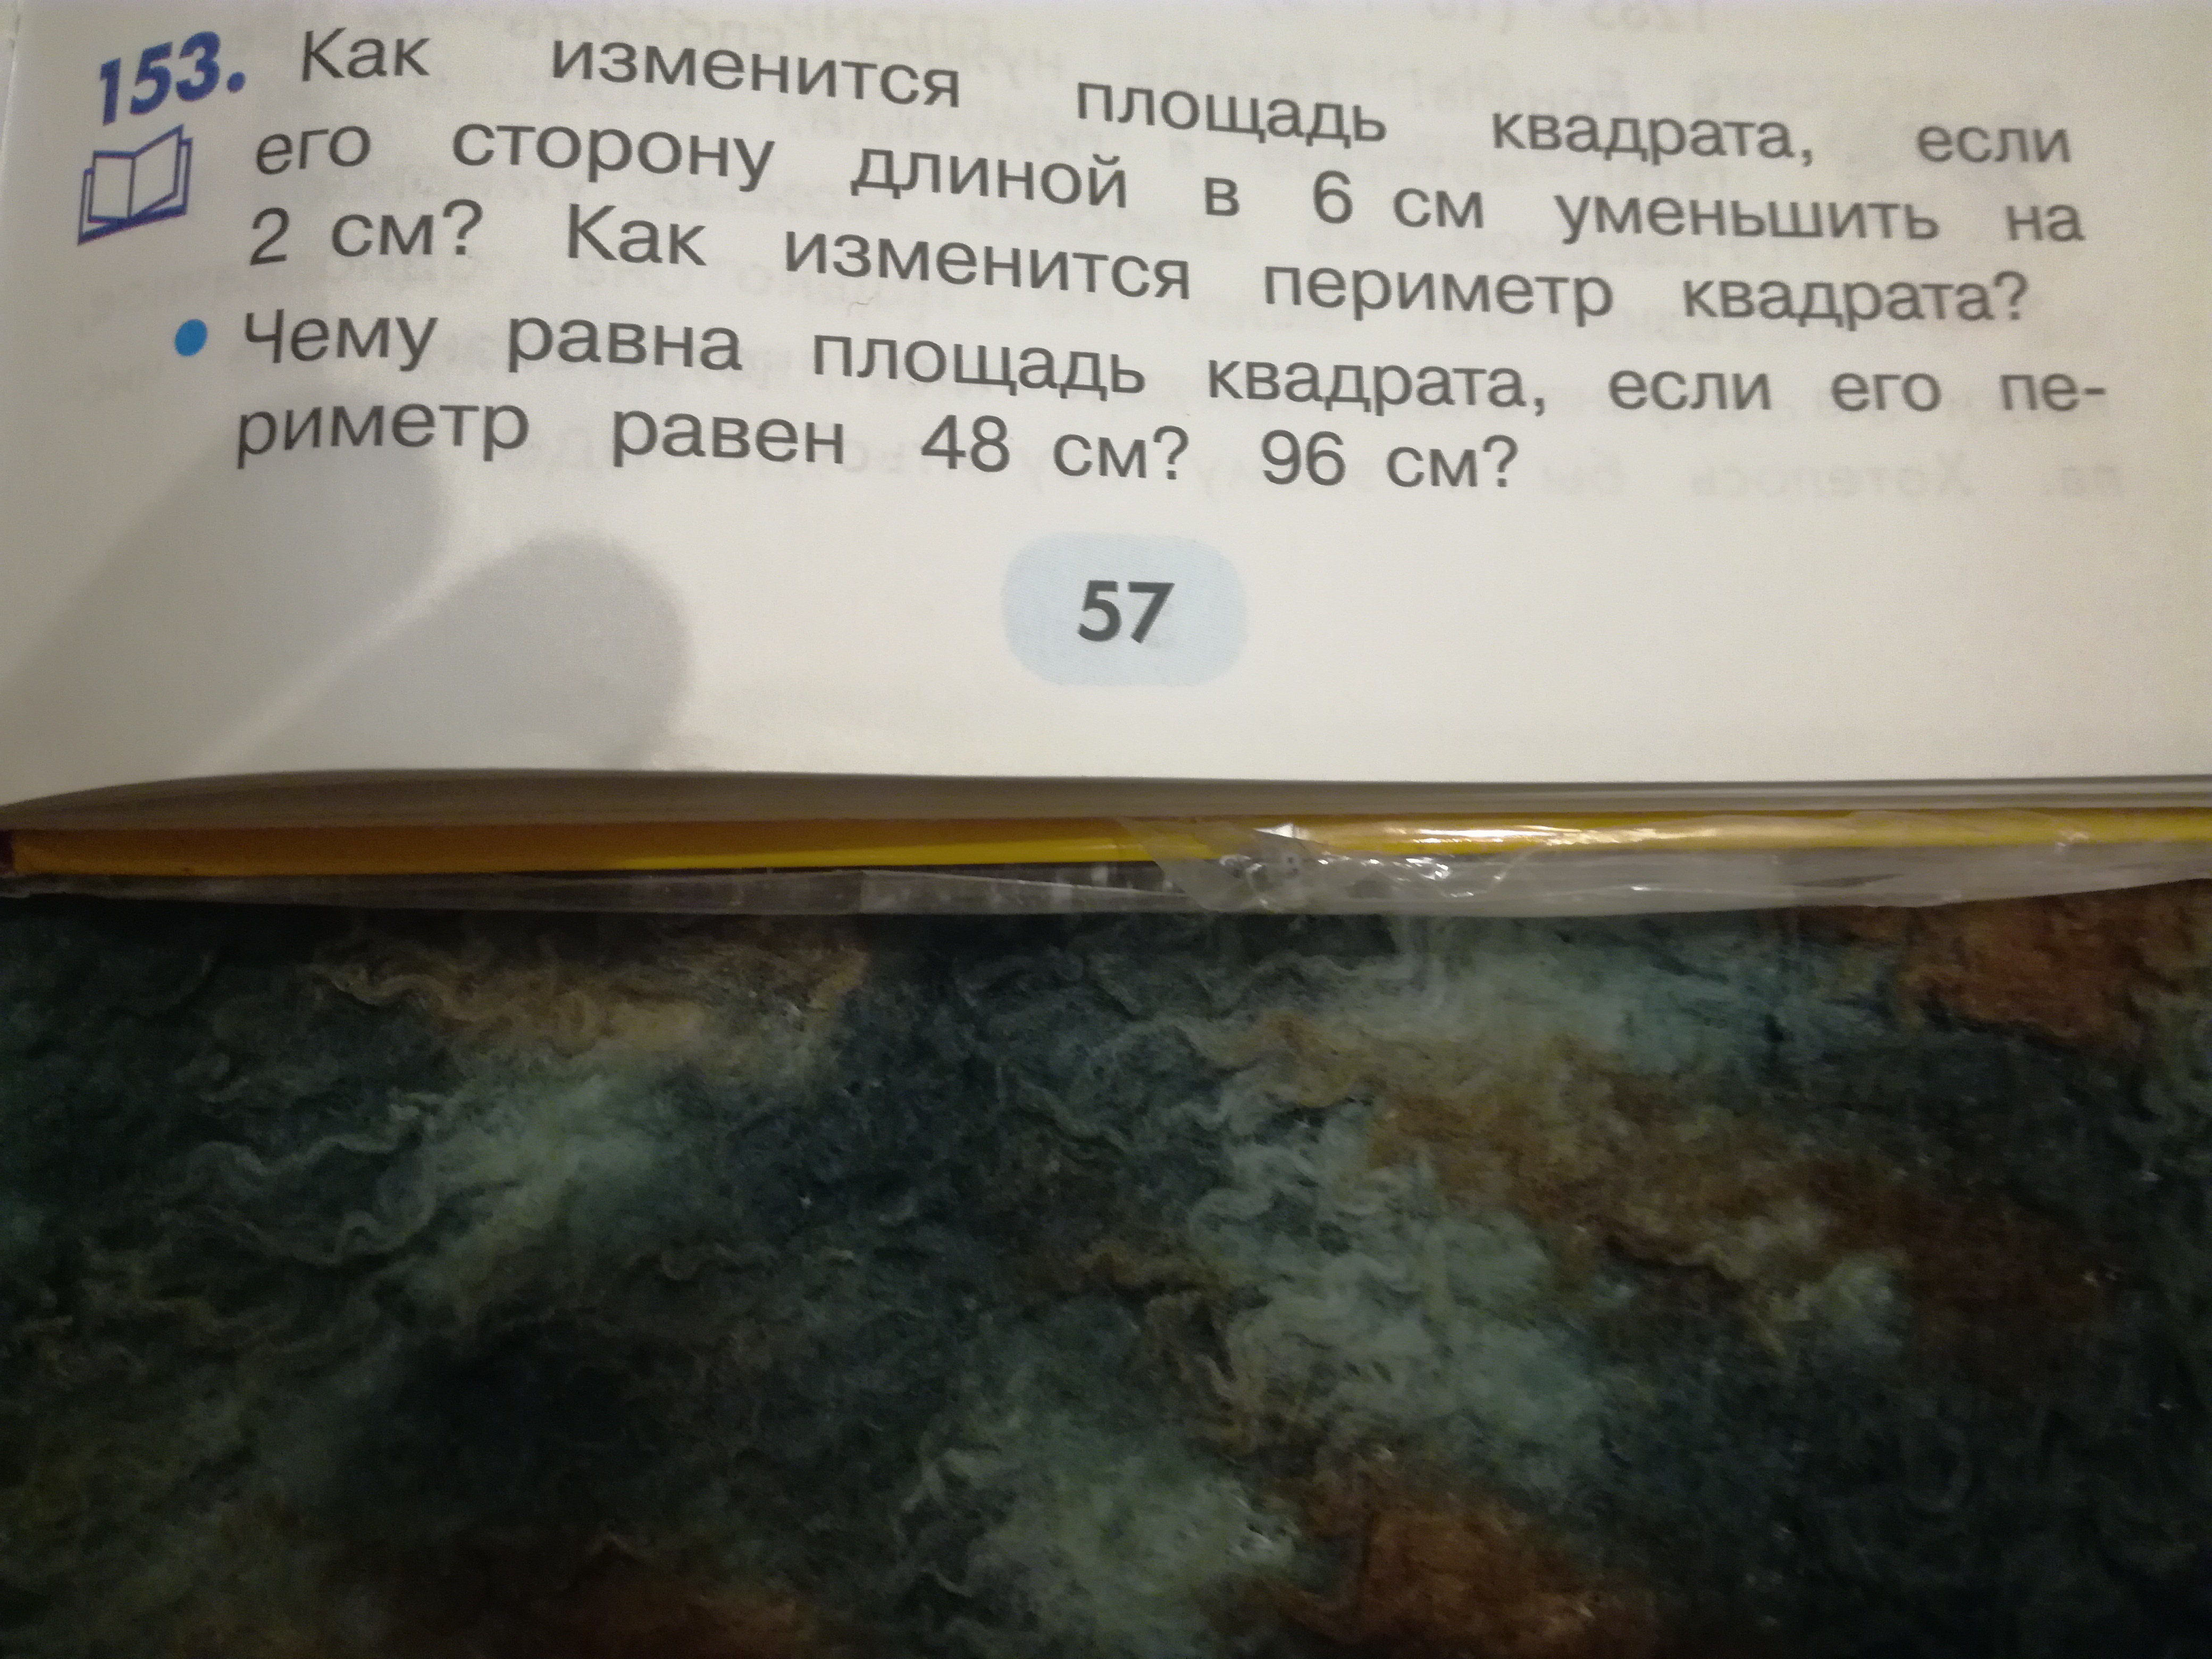 153. Как изменится площадь квадрата, если
его сторону длиной в 6 см уменьшить на
2 см? Как изменится периметр квадрата?
• Чему равна площадь квадрата, если его пе-
риметр равен 48 см? 96 см?
57